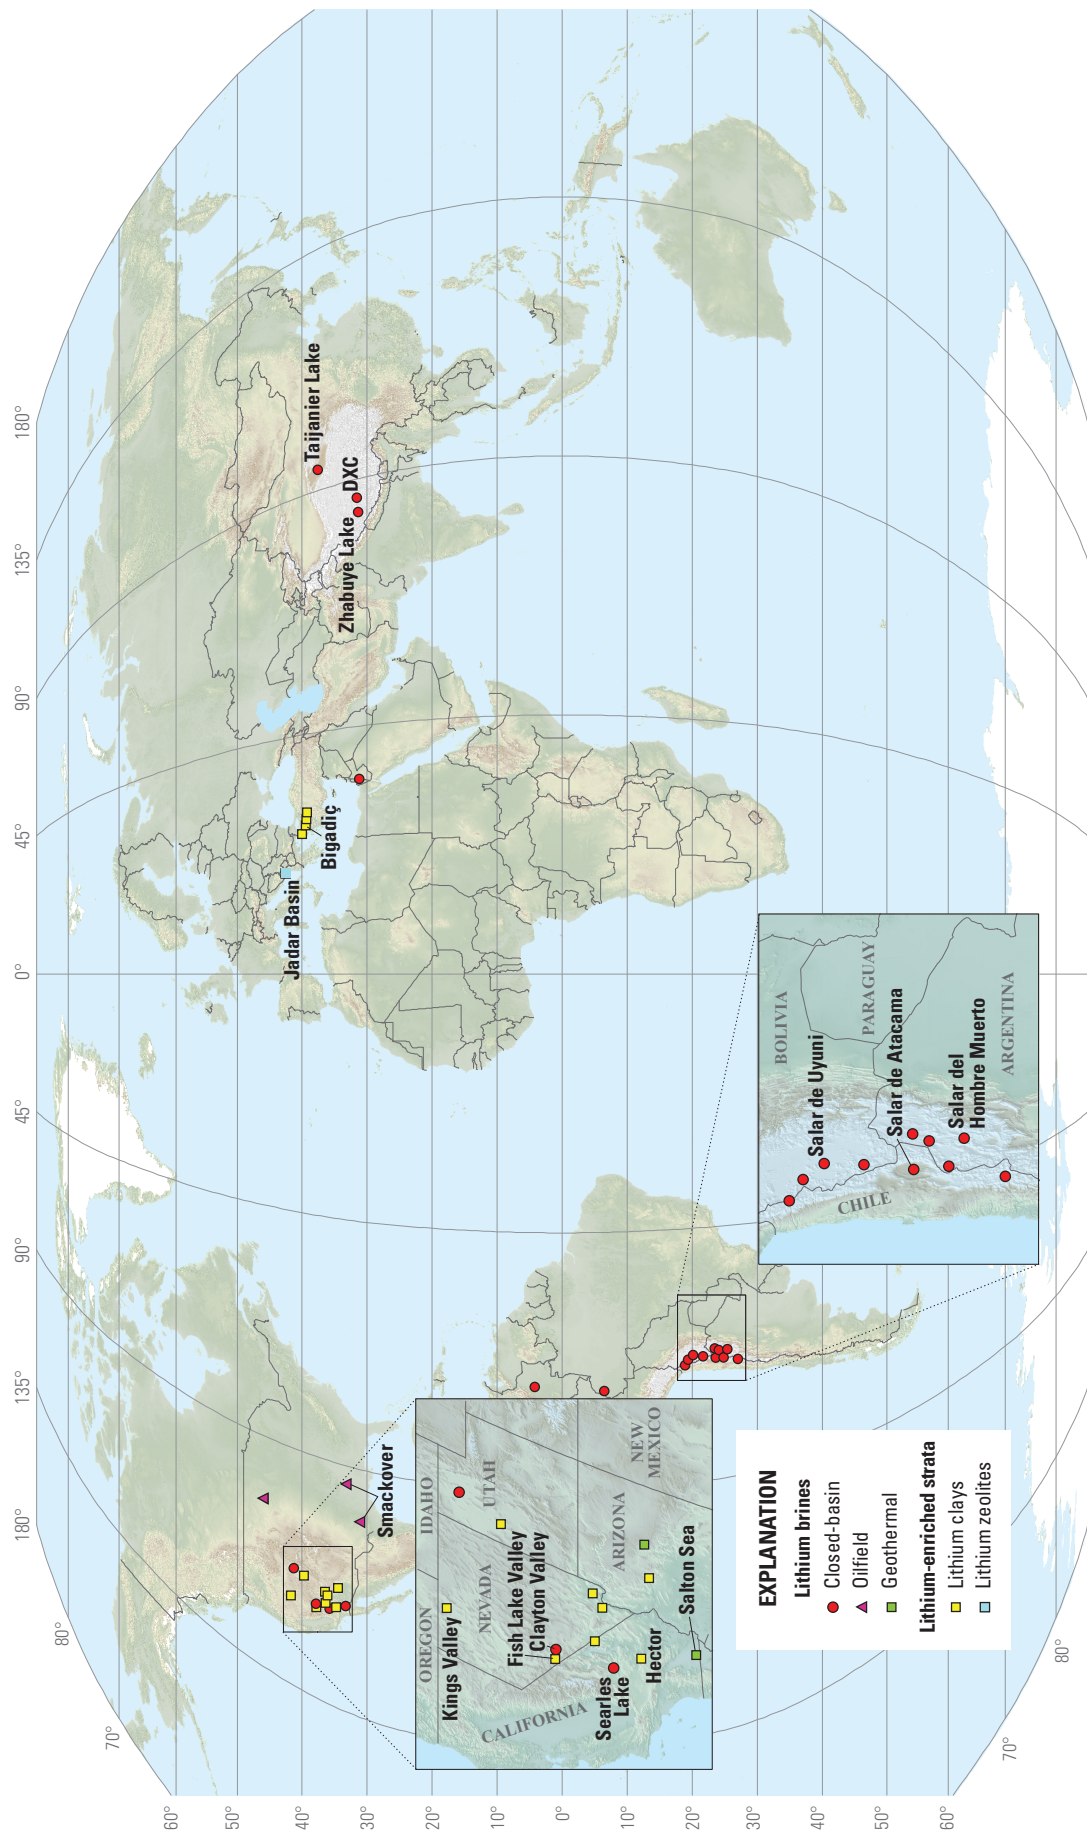 180°
135°
90°
45°
0°
45°
90°
135°
180°
80°
70°
60°
50°
40°
30°
20°
10°
0°
10°
20°
30°
40°
50°
60°
70°
80°
Taijanier Lake
DXC
Zhabuye Lake
Bigadiç
Jadar Basin
Smackover
OREGON
IDAHO
Kings Valley
NEVADA
UTAH
Fish Lake Valley
Clayton Valley
CALIFORNIA
Searles
Lake
Hector
ARIZONA
NEW
MEXICO
Salton Sea
BOLIVIA
Salar de Uyuni
PARAGUAY
CHILE
Salar de Atacama
Salar del
Hombre Muerto
ARGENTINA
EXPLANATION
Lithium brines
Closed-basin
Oilfield
Geothermal
Lithium-enriched strata
Lithium clays
Lithium zeolites